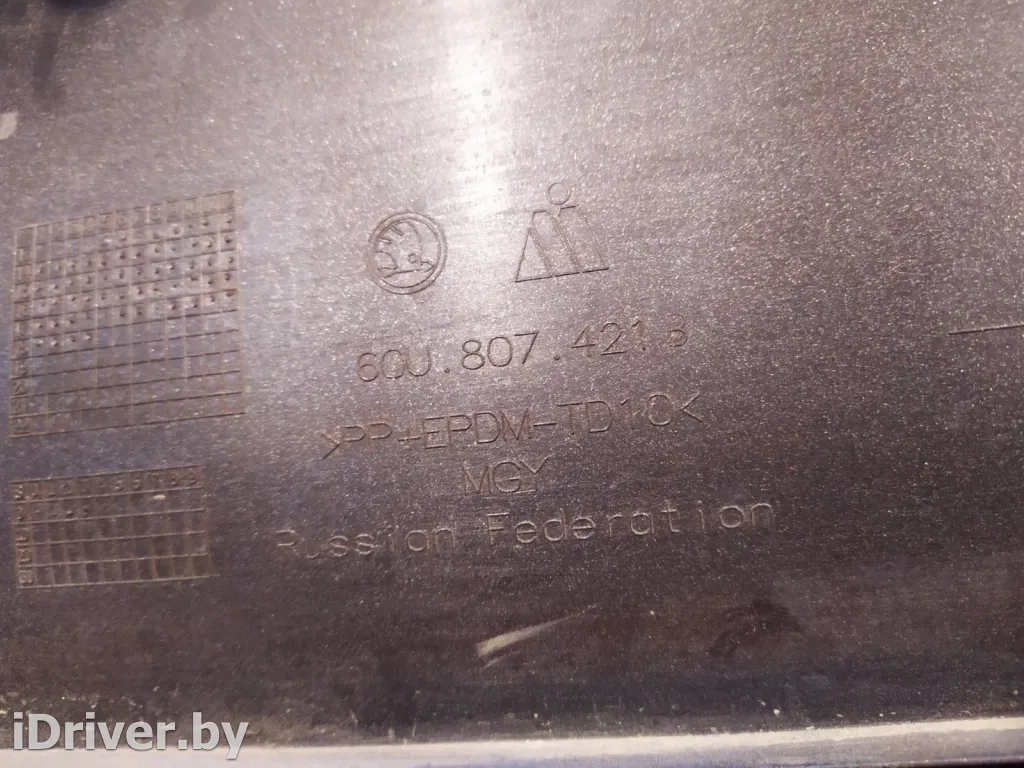 60U.807.421 B
>PP+EPDM-TD10<
MGY
Russian Federation
iDriver.by